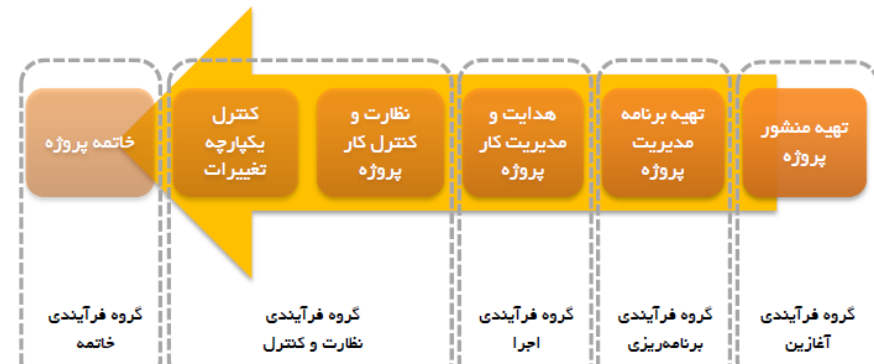 تهیه منشور
پروژه
تهیه برنامه
مدیریت
پروژه
هدایت و
مدیریت کار
پروژه
نظارت و
کنترل کار
پروژه
کنترل
یکپارچه
تغییرات
خاتمه پروژه
گروه فرآیندی
آغازین
گروه فرآیندی
برنامه‌ریزی
گروه فرآیندی
اجرا
گروه فرآیندی
نظارت و کنترل
گروه فرآیندی
خاتمه